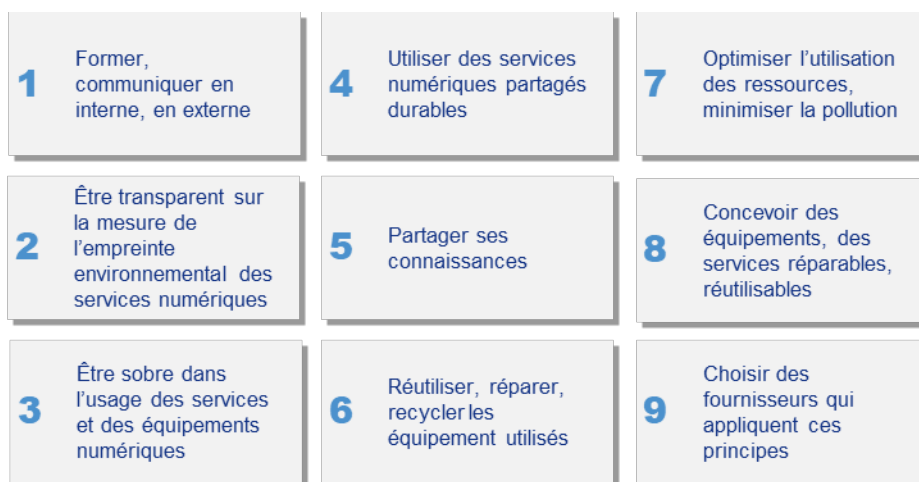 1
Former,
communiquer en
interne, en externe
2
Être transparent sur
la mesure de
l'empreinte
environnemental des
services numériques
3
Être sobre dans
l'usage des services
et des équipements
numériques
4
Utiliser des services
numériques partagés
durables
5
Partager ses
connaissances
6
Réutiliser, réparer,
recycler les
équipement utilisés
7
Optimiser l'utilisation
des ressources,
minimiser la pollution
8
Concevoir des
équipements, des
services réparables,
réutilisables
9
Choisir des
fournisseurs qui
appliquent ces
principes